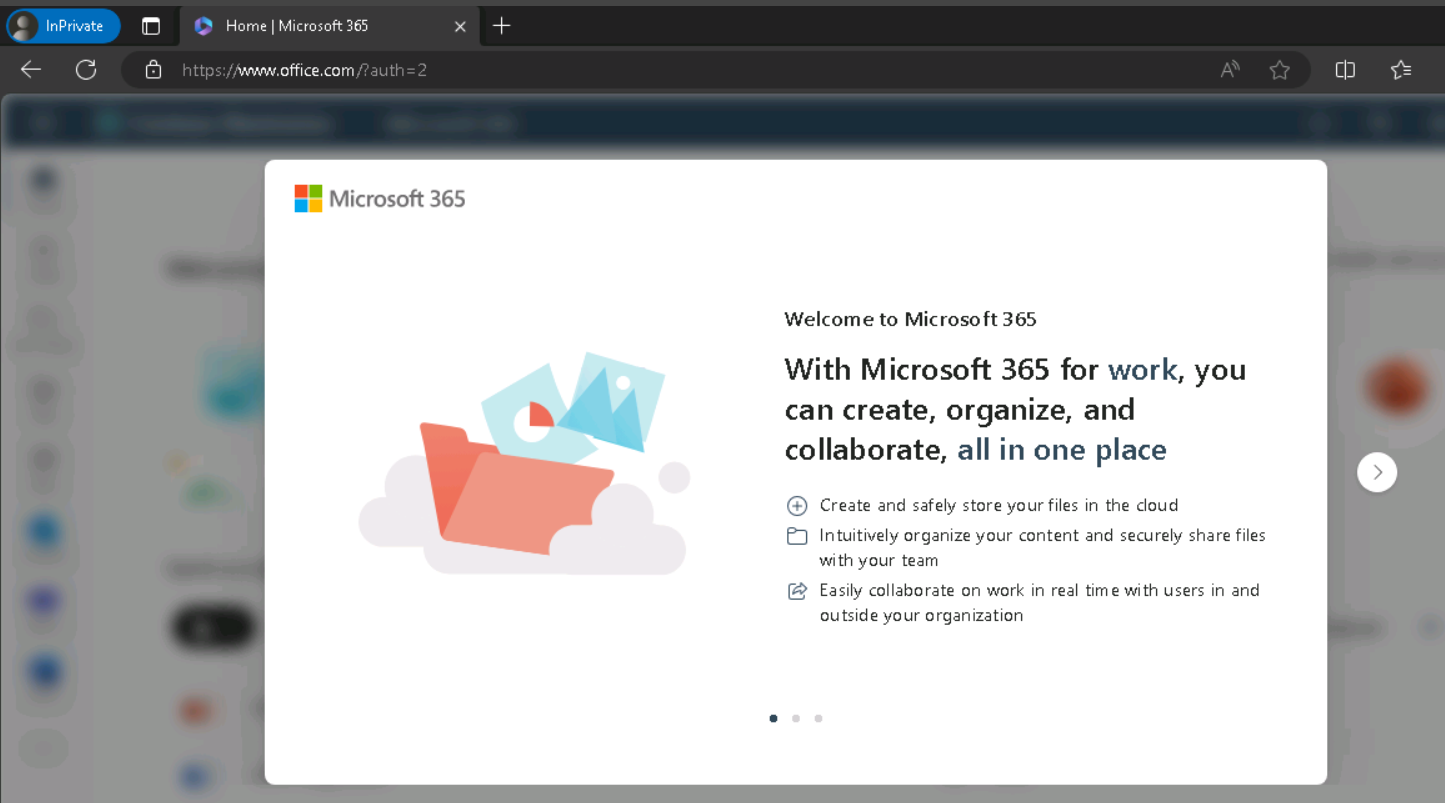 InPrivate
Home | Microsoft 365
https://www.office.com/?auth=2
Microsoft 365
Welcome to Microsoft 365
With Microsoft 365 for work, you
can create, organize, and
collaborate, all in one place
Create and safely store your files in the cloud
Intuitively organize your content and securely share files
with your team
Easily collaborate on work in real time with users in and
outside your organization